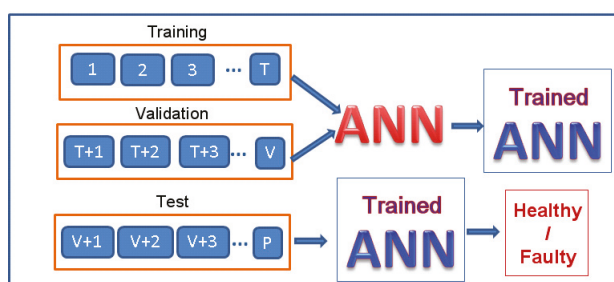 Training
1 2 3 ... T
Validation
T+1 T+2 T+3... V
ANN
Trained
ANN
Test
V+1 V+2 V+3 ... P
Trained
ANN
Healthy
/
Faulty